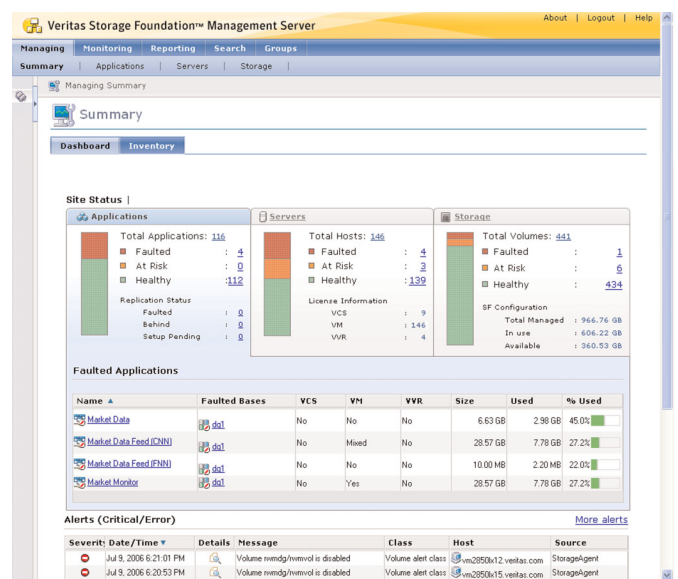 Veritas Storage Foundation™ Management Server
About | Logout | Help
Managing Monitoring Reporting Search Groups
Summary | Applications | Servers | Storage |
Managing Summary
Summary
Dashboard Inventory
Site Status |
Applications Servers Storage
Total Applications: 116 Total Hosts: 146 Total Volumes: 441
Faulted : 4 Faulted : 4 Faulted : 1
At Risk : 0 At Risk : 3 At Risk : 6
Healthy :112 Healthy :139 Healthy : 434
Replication Status License Information SF Configuration
Faulted : 0 VCS : 9 Total Managed : 966.76 GB
Behind : 0 VM : 146 In use : 606.22 GB
Setup Pending : 0 VVR : 4 Available : 360.53 GB
Faulted Applications
Name ▲ Faulted Bases VCS VM VVR Size Used % Used
Market Data dg1 No No No 6.63 GB 2.98 GB 45.0%
Market Data Feed (CNN) dg1 No Mixed No 28.57 GB 7.78 GB 27.2%
Market Data Feed (FNN) dg1 No No No 10.00 MB 2.20 MB 22.0%
Market Monitor dg1 No Yes No 28.57 GB 7.78 GB 27.2%
Alerts (Critical/Error) More alerts
Severity Date/Time ▼ Details Message Class Host Source
Jul 9, 2006 6:21:01 PM Volume is disabled Volume alert class vm2850lx12.veritas.com StorageAgent
Jul 9, 2006 6:20:53 PM Volume is disabled Volume alert class vm2850lx15.veritas.com StorageAgent